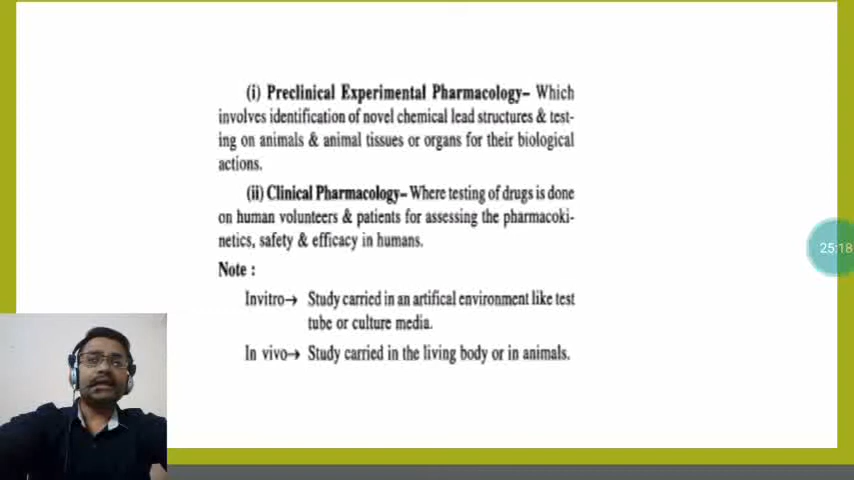 (i) Preclinical Experimental Pharmacology– Which
involves identification of novel chemical lead structures & test-
ing on animals & animal tissues or organs for their biological
actions.
(ii) Clinical Pharmacology– Where testing of drugs is done
on human volunteers & patients for assessing the pharmacoki-
netics, safety & efficacy in humans.
Note :
Invitro→ Study carried in an artifical environment like test
tube or culture media.
In vivo→ Study carried in the living body or in animals.
25:18